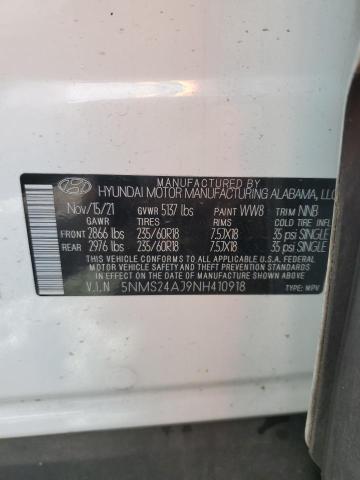 MANUFACTURED BY
HYUNDAI MOTOR MANUFACTURING ALABAMA, LLC
Nov/15/21 GVWR 5137 lbs PAINT WW8 TRIM NNB
GAWR TIRES RIMS COLD TIRE
FRONT 2866 lbs 235/60R18 7.5JX18 35 psi SINGLE
REAR 2976 lbs 235/60R18 7.5JX18 35 psi SINGLE
THIS VEHICLE CONFORMS TO ALL APPLICABLE U.S.A. FEDERAL
MOTOR VEHICLE SAFETY, BUMPER, AND THEFT PREVENTION
STANDARDS IN EFFECT ON THE DATE OF MANUFACTURE SHOWN ABOVE.
V.I.N 5NMS24AJ9NH410918 TYPE: MPV